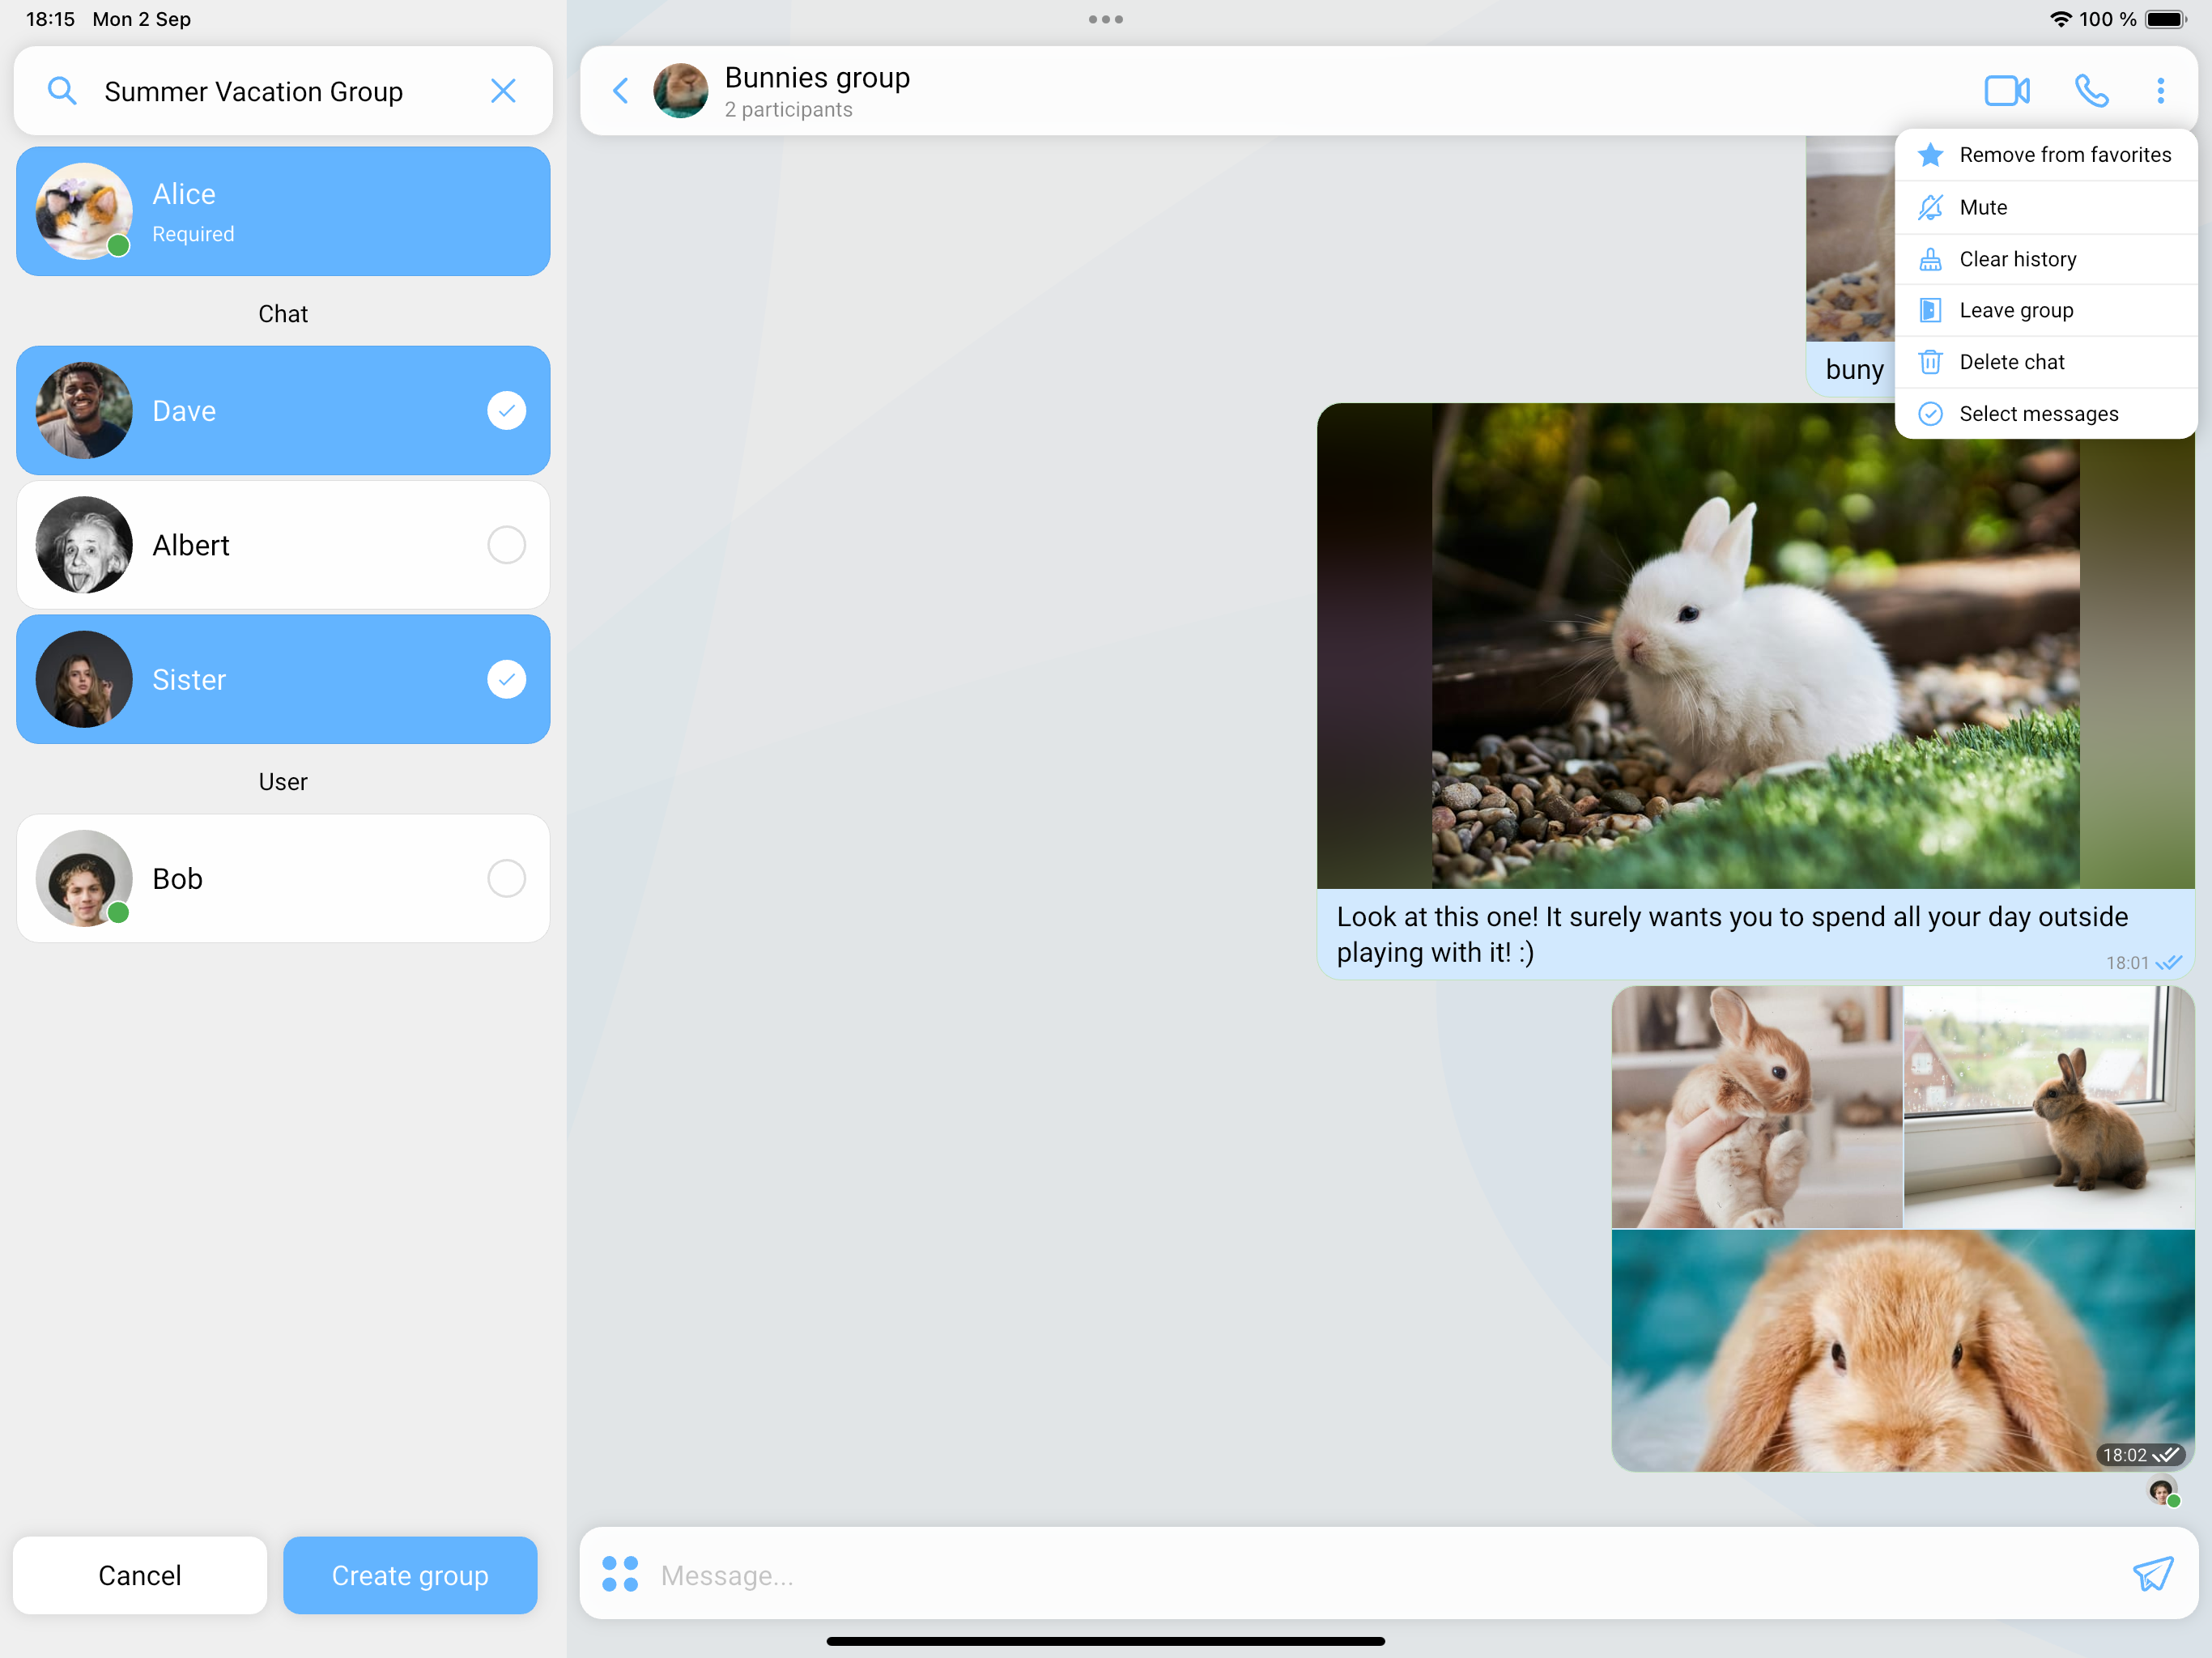 18:15 Mon 2 Sep
100 %
Summer Vacation Group
Alice
Required
Chat
Dave
Albert
Sister
User
Bob
Cancel
Create group
Bunnies group
2 participants
Remove from favorites
Mute
Clear history
Leave group
Delete chat
Select messages
buny
Look at this one! It surely wants you to spend all your day outside
playing with it! :)
18:01
18:02
Message...